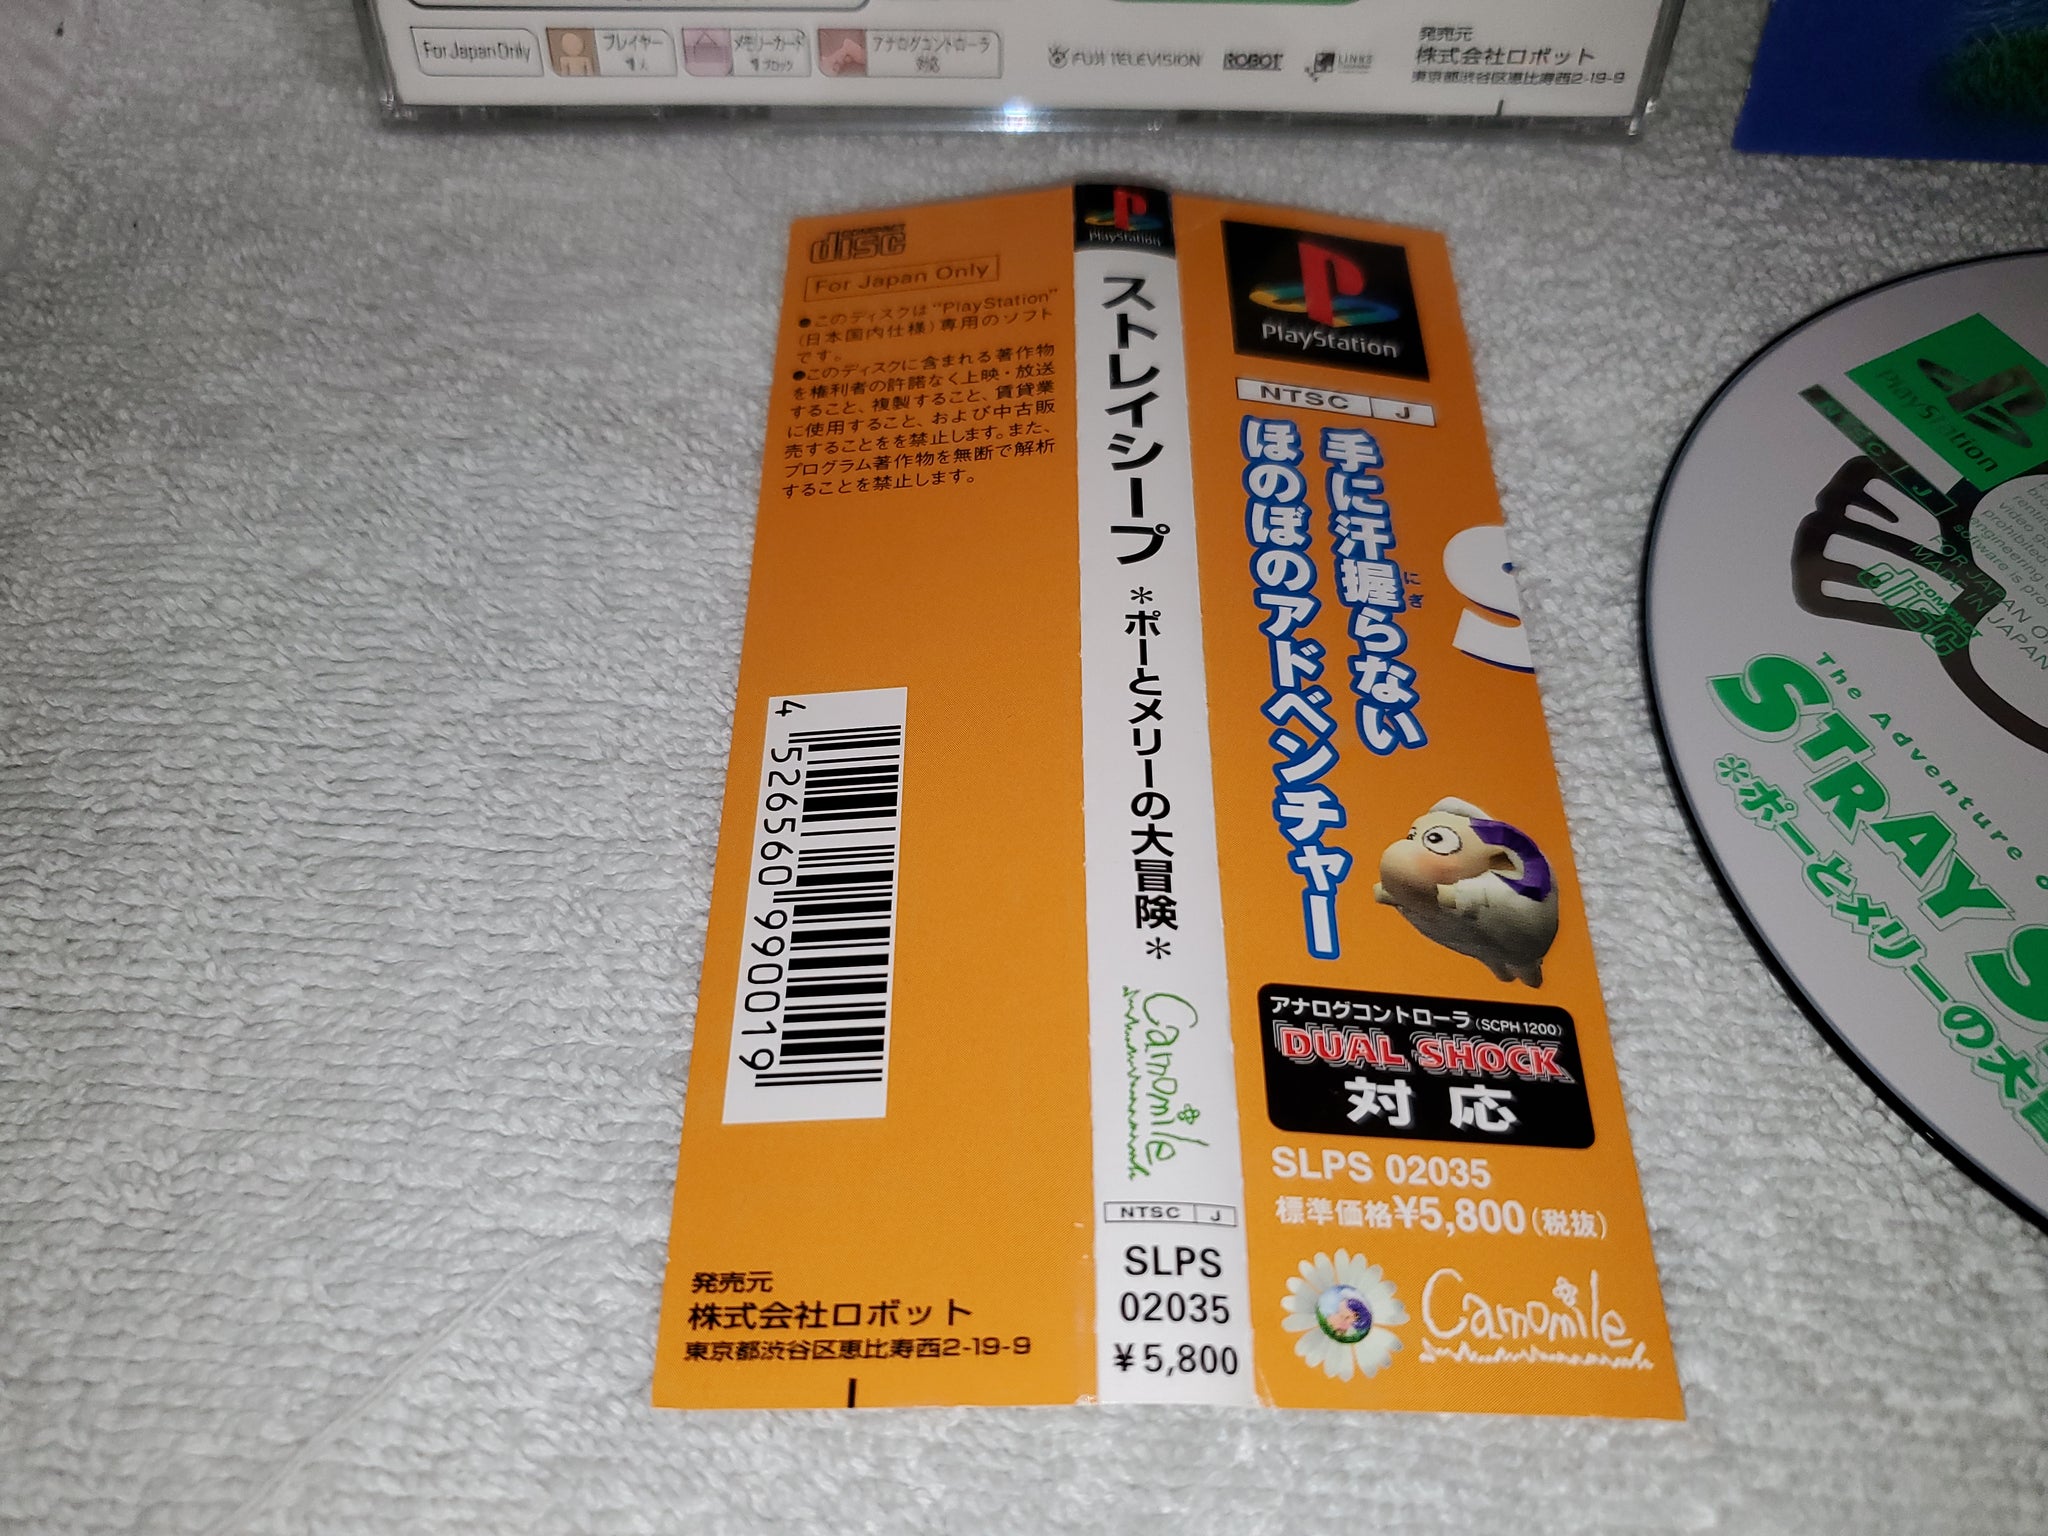 For Japan Only
プレイヤー
1人
メモリーカード
1ブロック
アナログコントローラ
対応
FUJI TELEVISION
ROBOT
LINKS
発売元
株式会社ロボット
東京都渋谷区恵比寿西2-19-9
COMPACT
disc
For Japan Only
●このディスクは“PlayStation”
(日本国内仕様)専用のソフト
です。
●このディスクに含まれる著作物
を権利者の許諾なく上映・放送
すること、複製すること、賃貸業
に使用すること、および中古販
売することをを禁止します。また、
プログラム著作物を無断で解析
することを禁止します。
4 526560 990019
発売元
株式会社ロボット
東京都渋谷区恵比寿西2-19-9
PlayStation
ストレイシープ
＊ポーとメリーの大冒険＊
Camomile
NTSC J
SLPS
02035
¥5,800
PlayStation
NTSC J
手に汗握らない
にぎ
ほのぼのアドベンチャー
S
アナログコントローラ(SCPH 1200)
DUAL SHOCK
対応
SLPS 02035
標準価格¥5,800(税抜)
Camomile
PlayStation
NTSC J
FOR JAPAN O
MADE IN JAPAN
COMPACT
disc
The Adventure o
STRAY S
＊ポーとメリーの大冒